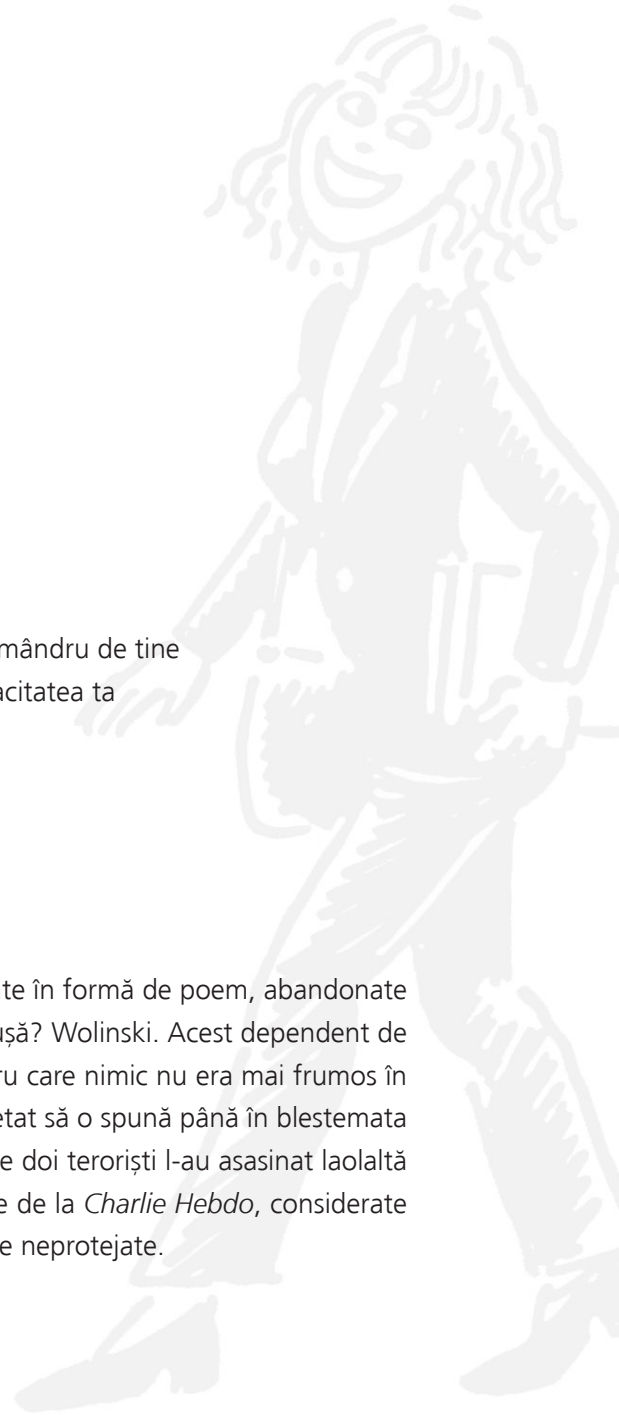 mândru de tine
acitatea ta
te în formă de poem, abandonate
ușă? Wolinski. Acest dependent de
ru care nimic nu era mai frumos în
etat să o spună până în blestemata
e doi teroriști l-au asasinat laolaltă
e de la Charlie Hebdo, considerate
e neprotejate.